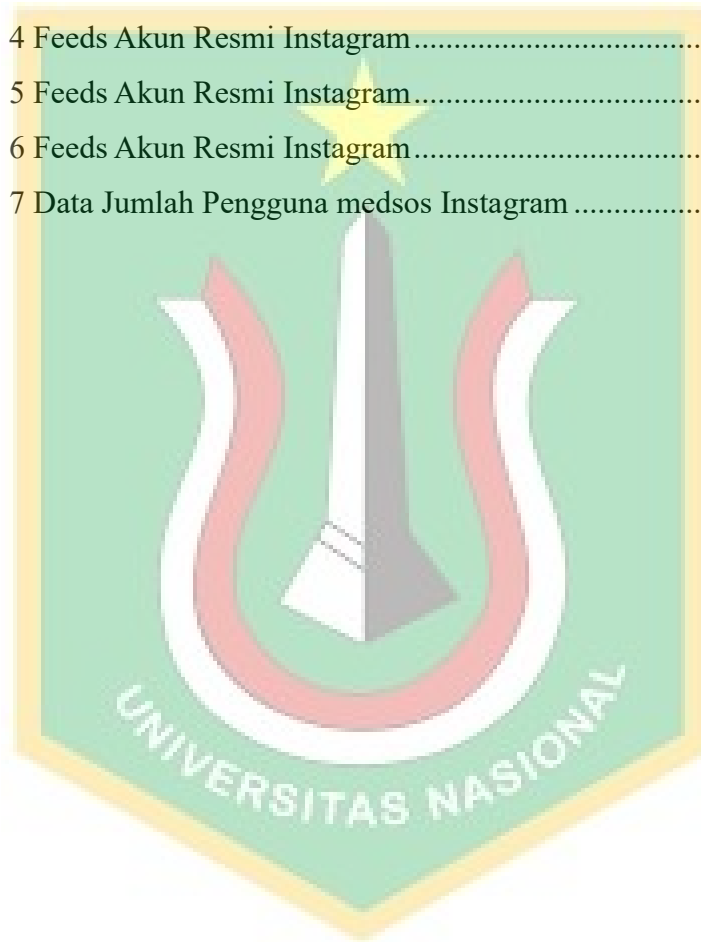 4 Feeds Akun Resmi Instagram....................................
5 Feeds Akun Resmi Instagram....................................
6 Feeds Akun Resmi Instagram....................................
7 Data Jumlah Pengguna medsos Instagram................
UNIVERSITAS NASIONAL